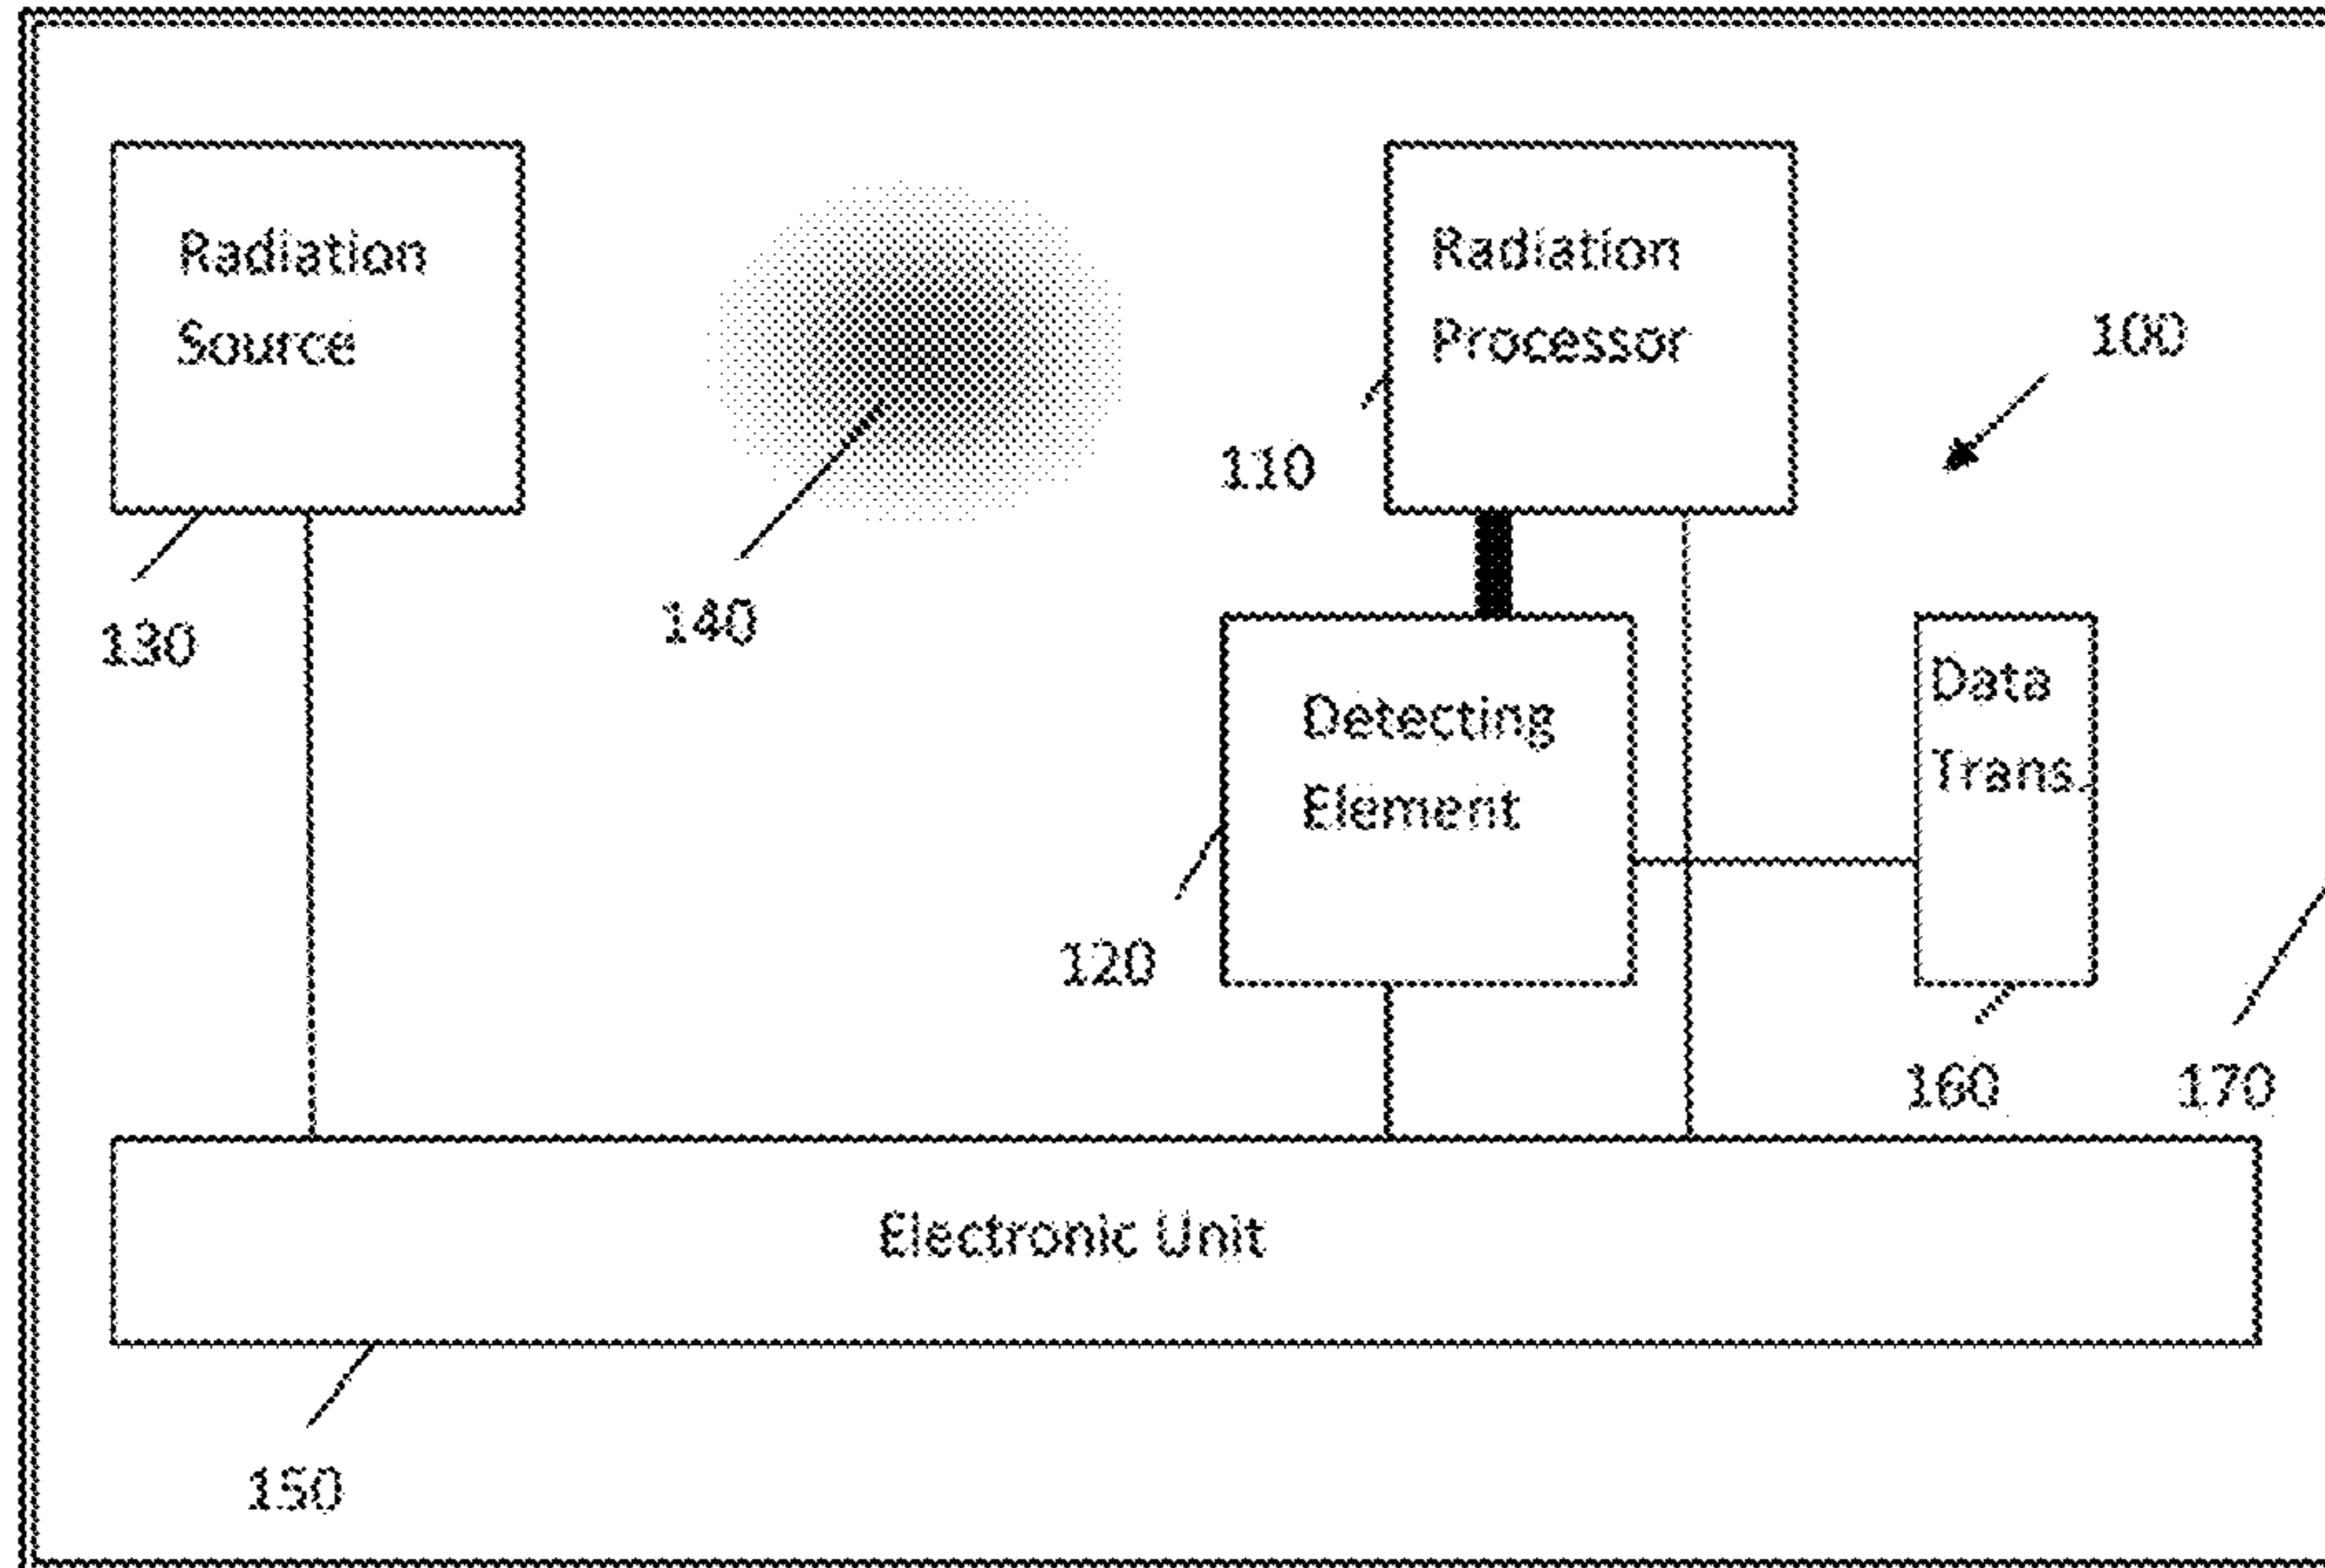 Radiation
Source
Radiation
Processor
100
110
130
140
Detecting
Element
Data
Trans.
120
160
170
Electronic Unit
150